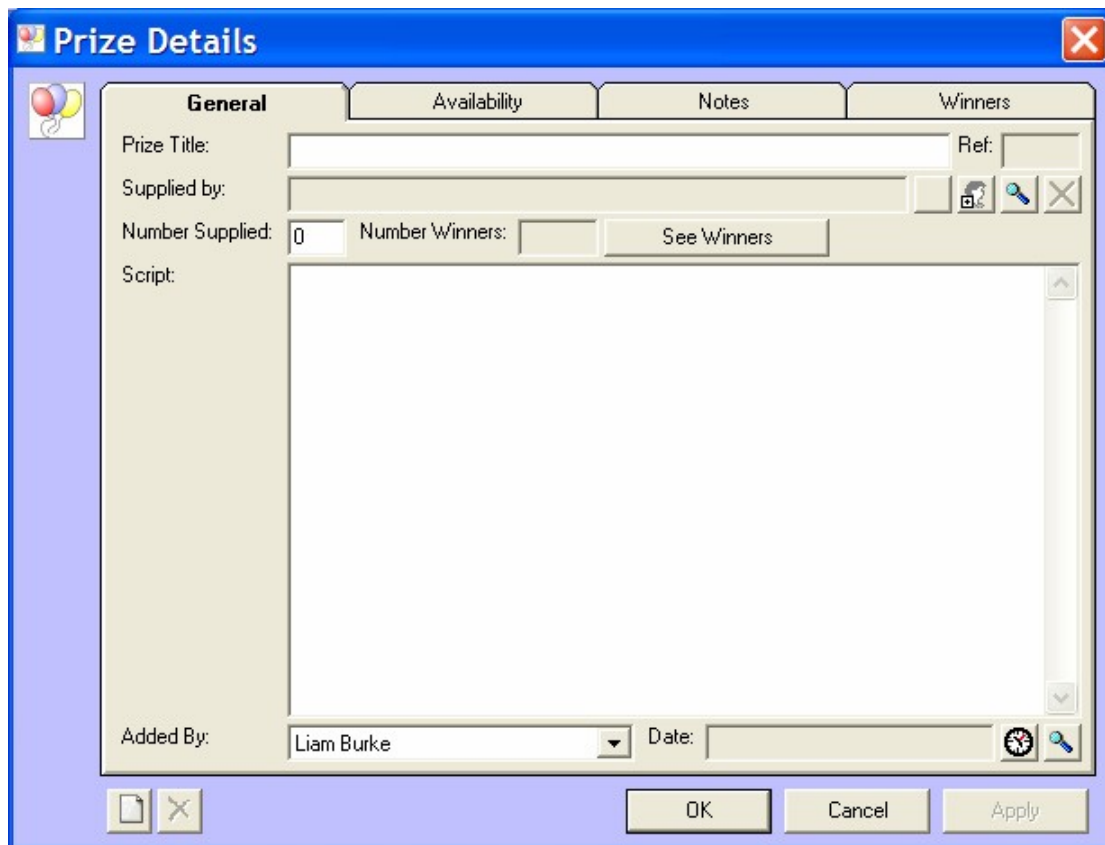 Prize Details
General Availability Notes Winners
Prize Title: Ref:
Supplied by:
Number Supplied: 0 Number Winners: See Winners
Script:
Added By: Liam Burke Date:
OK Cancel Apply